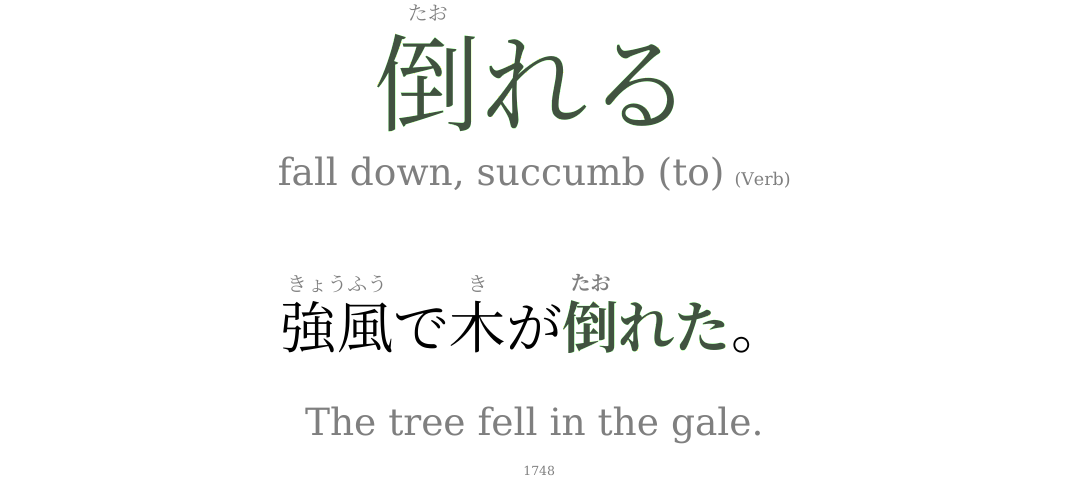 たお
倒れる
fall down, succumb (to) (Verb)
きょうふう き たお
強風で木が倒れた。
The tree fell in the gale.
1748